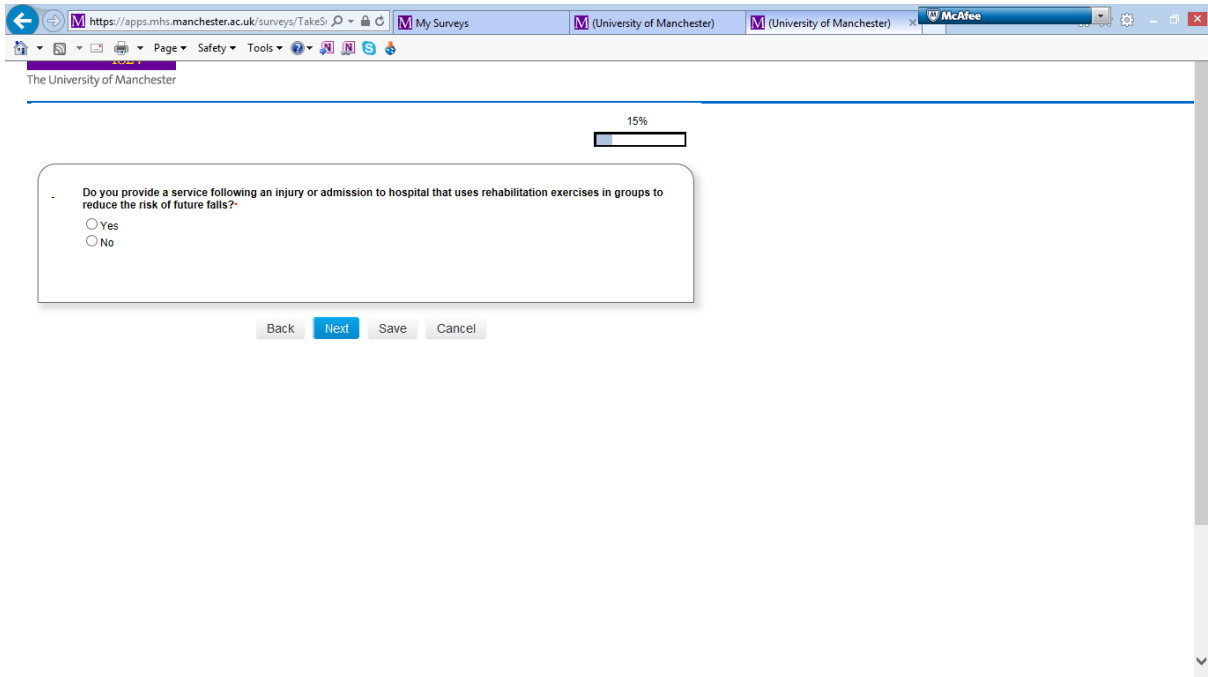 https://apps.mhs.manchester.ac.uk/surveys/TakeS
My Surveys
(University of Manchester)
(University of Manchester)
McAfee
Page Safety Tools
The University of Manchester
15%
- Do you provide a service following an injury or admission to hospital that uses rehabilitation exercises in groups to
reduce the risk of future falls?*
Yes
No
Back Next Save Cancel